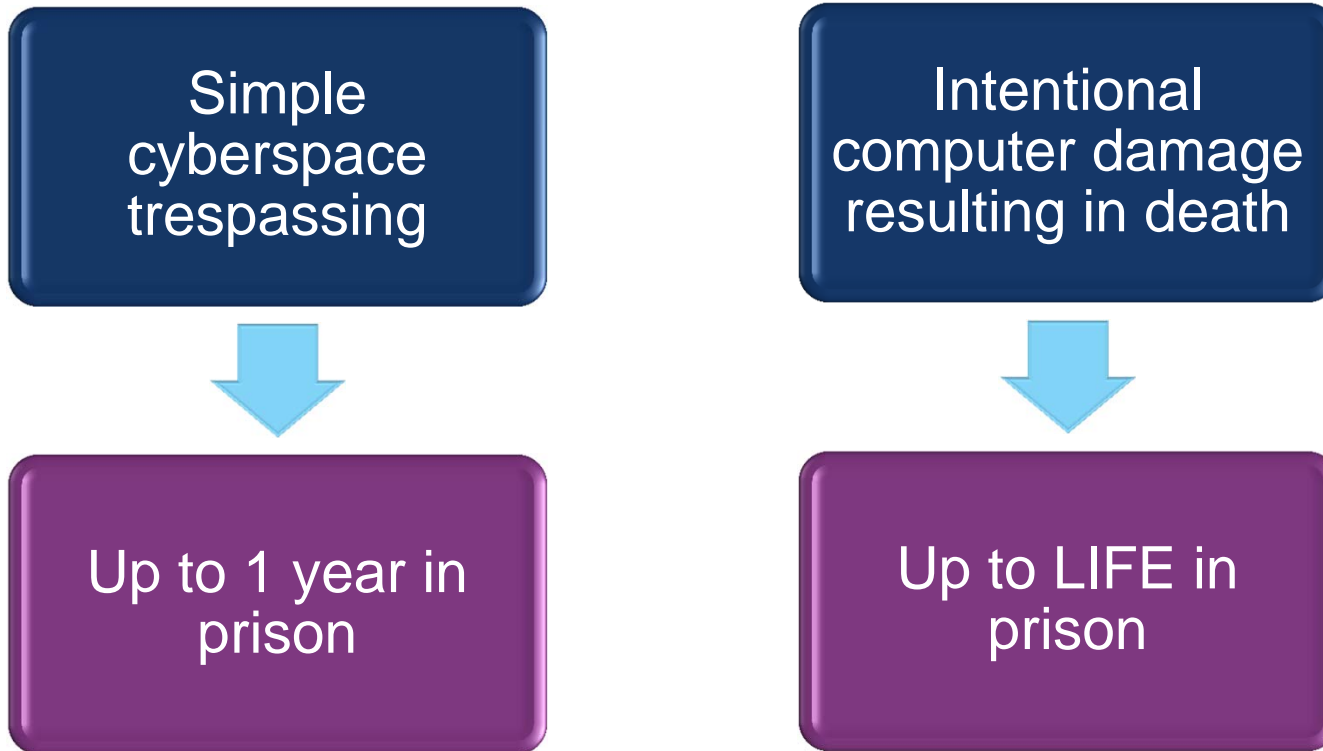 Simple
cyberspace
trespassing
Up to 1 year in
prison
Intentional
computer damage
resulting in death
Up to LIFE in
prison